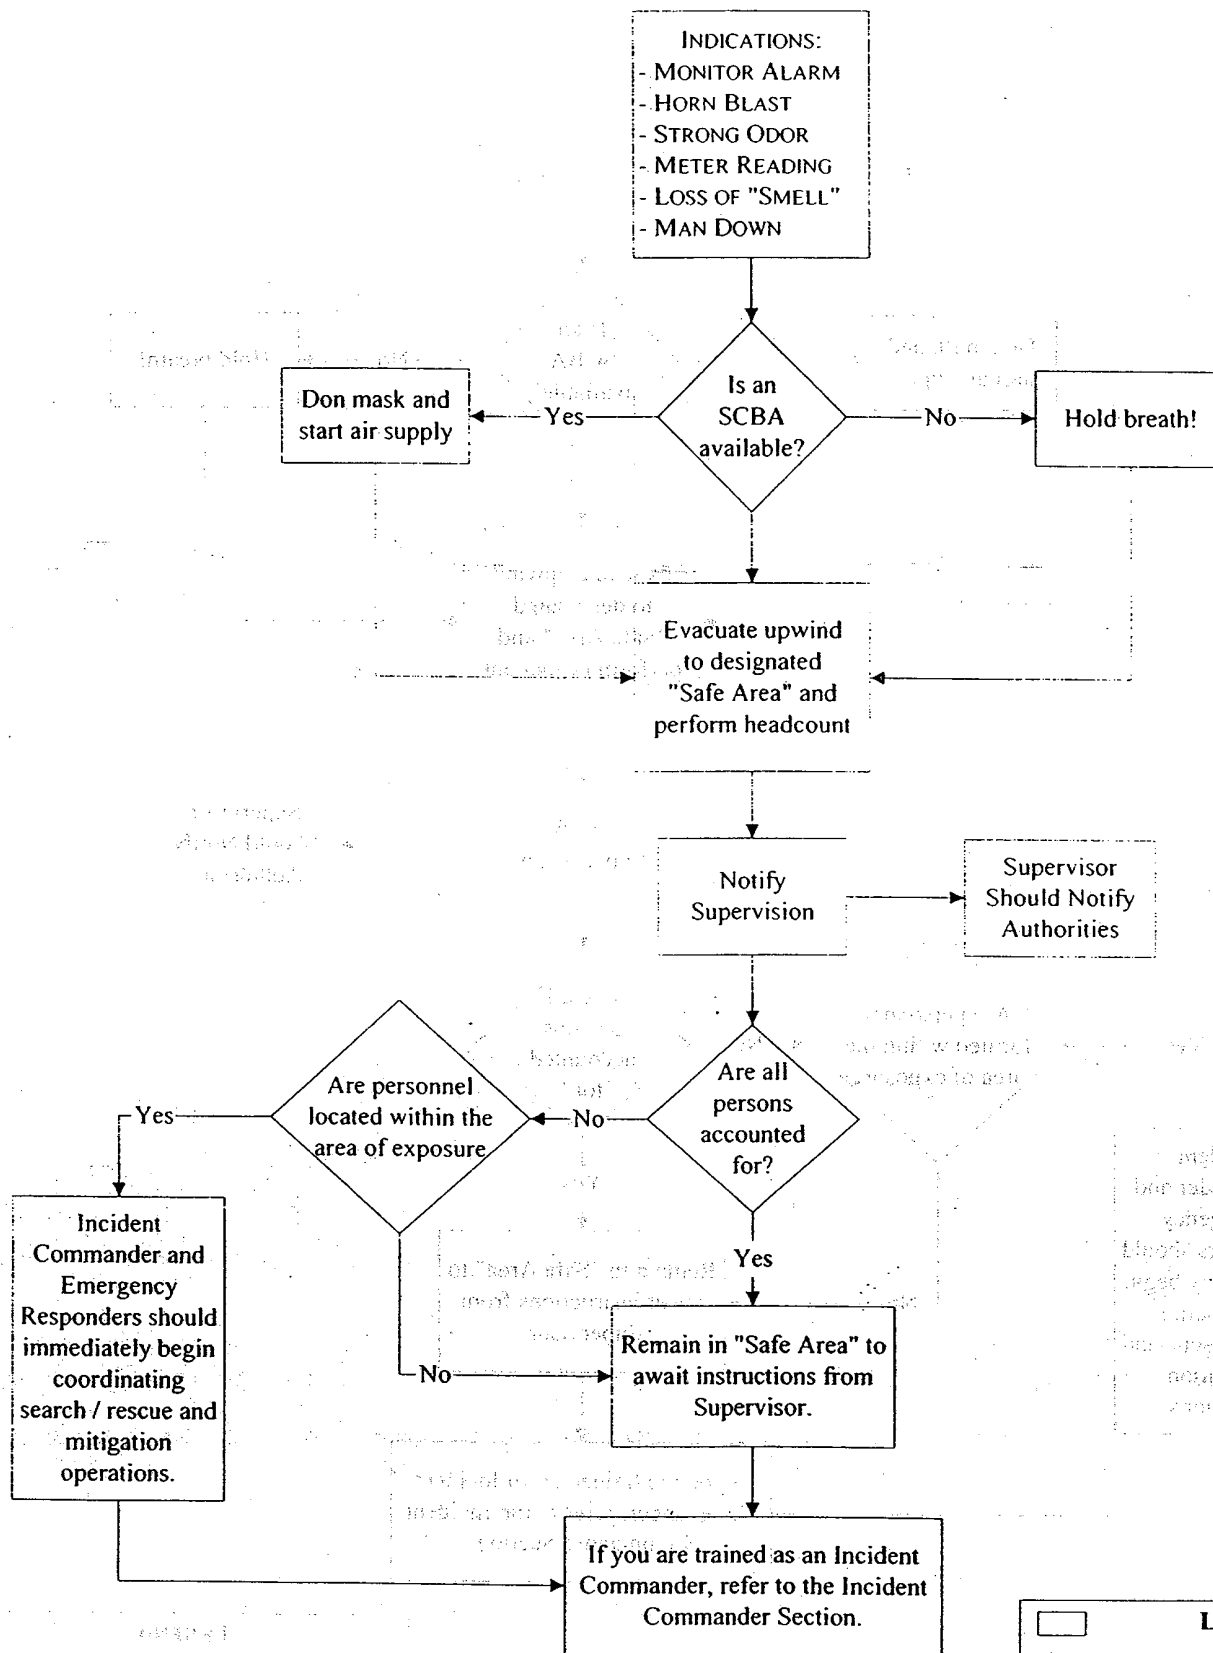 INDICATIONS:
- MONITOR ALARM
- HORN BLAST
- STRONG ODOR
- METER READING
- LOSS OF "SMELL"
- MAN DOWN
Is an
SCBA
available?
Yes
No
Don mask and
start air supply
Hold breath!
Evacuate upwind
to designated
"Safe Area" and
perform headcount
Notify
Supervision
Supervisor
Should Notify
Authorities
Are all
persons
accounted
for?
No
Yes
Are personnel
located within the
area of exposure
Yes
No
Incident
Commander and
Emergency
Responders should
immediately begin
coordinating
search / rescue and
mitigation
operations.
Remain in "Safe Area" to
await instructions from
Supervisor.
If you are trained as an Incident
Commander, refer to the Incident
Commander Section.
L